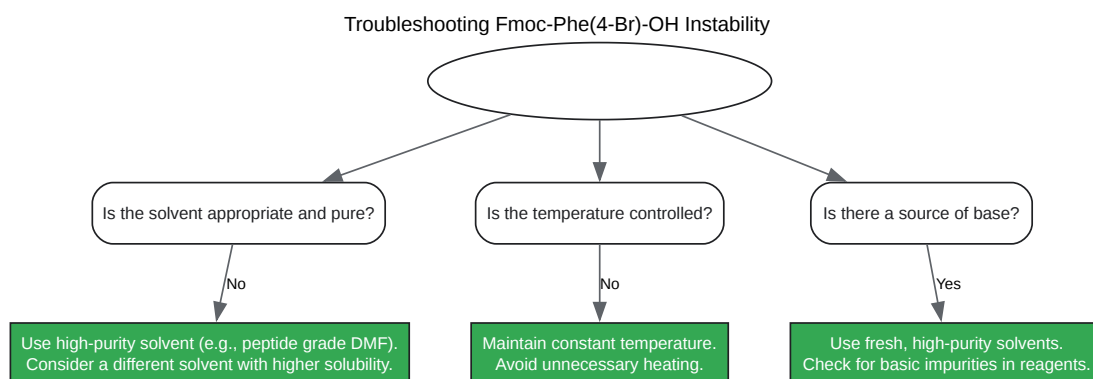 Troubleshooting Fmoc-Phe(4-Br)-OH Instability
Is the solvent appropriate and pure?
Is the temperature controlled?
Is there a source of base?
No
No
Yes
Use high-purity solvent (e.g., peptide grade DMF).
Consider a different solvent with higher solubility.
Maintain constant temperature.
Avoid unnecessary heating.
Use fresh, high-purity solvents.
Check for basic impurities in reagents.